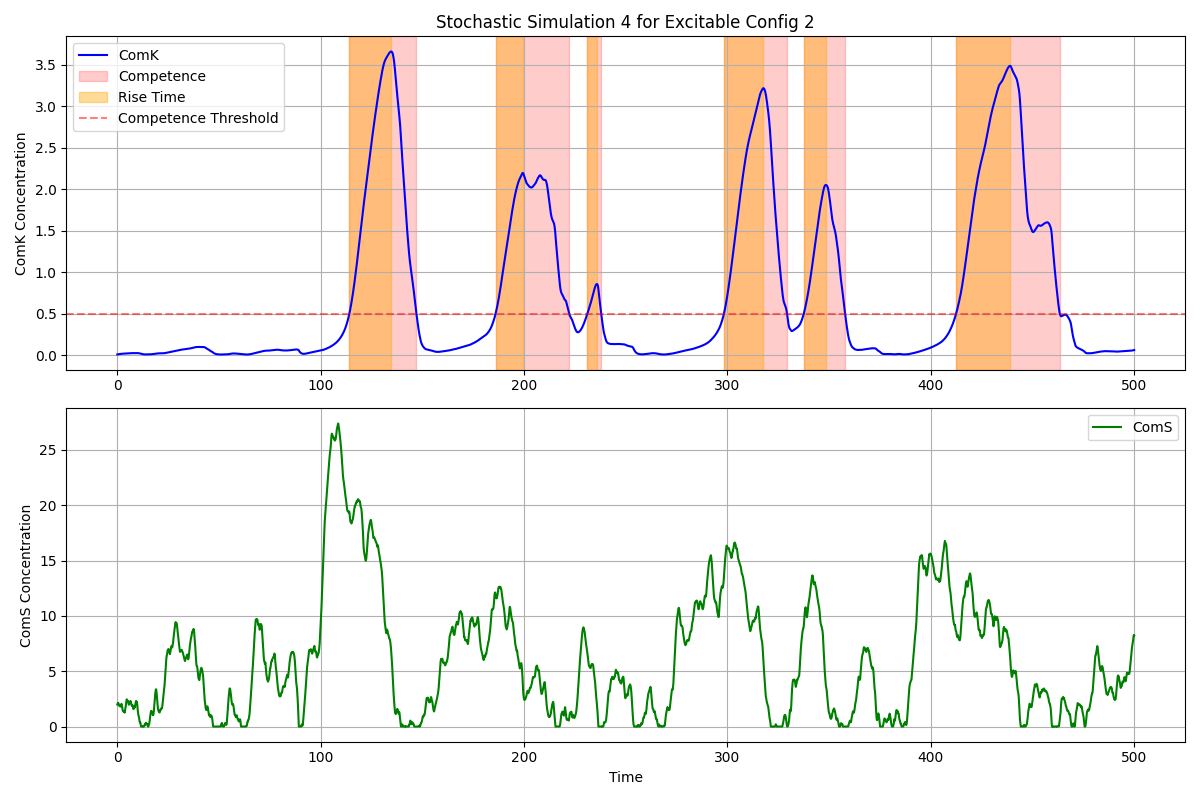 Stochastic Simulation 4 for Excitable Config 2
ComK
Competence
Rise Time
Competence Threshold
ComK Concentration
3.5
3.0
2.5
2.0
1.5
1.0
0.5
0.0
0 100 200 300 400 500
ComS
ComS Concentration
25
20
15
10
5
0
0 100 200 300 400 500
Time